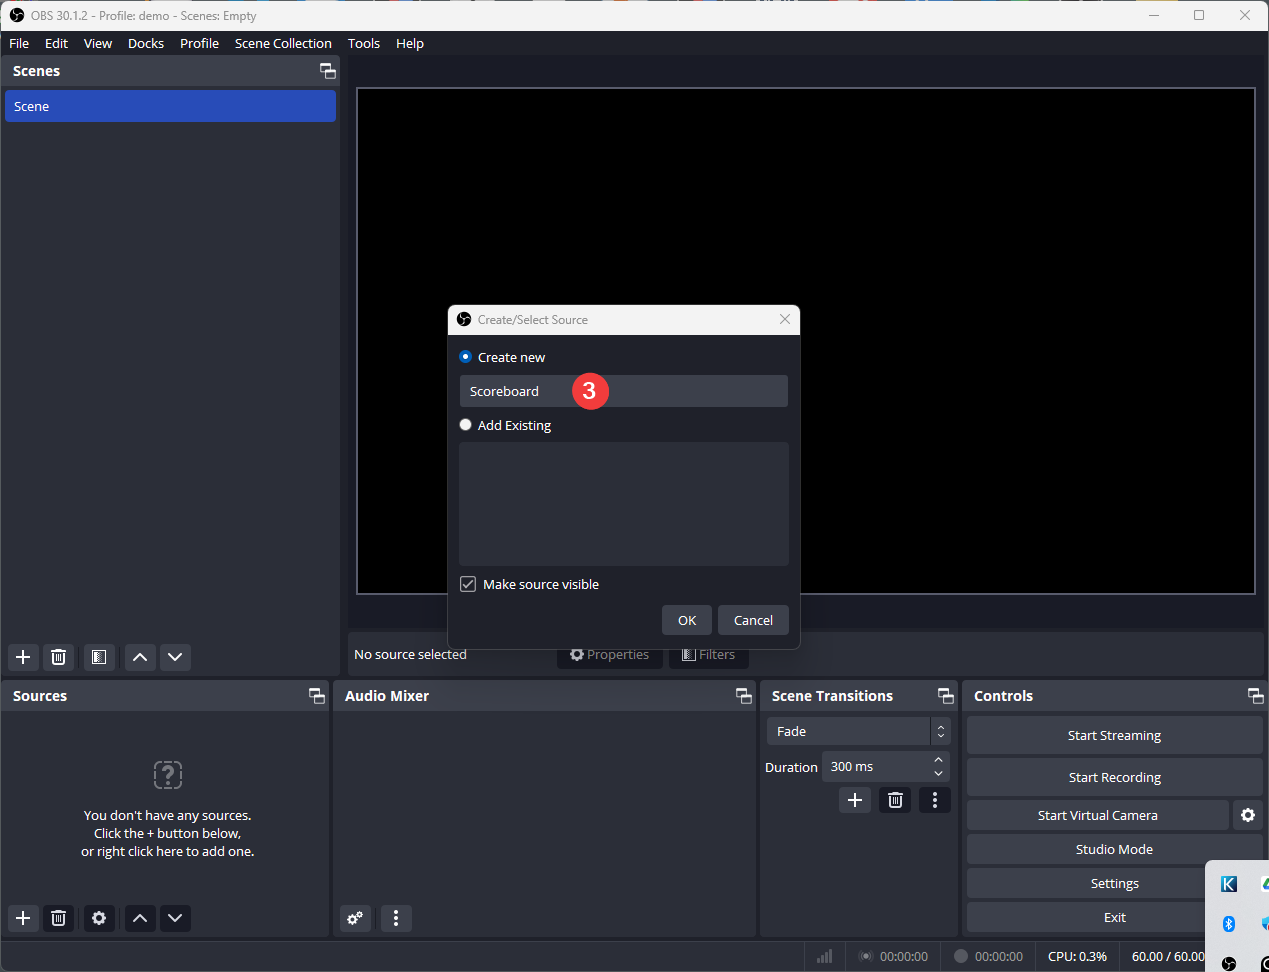 OBS 30.1.2 - Profile: demo - Scenes: Empty
File Edit View Docks Profile Scene Collection Tools Help
Scenes
Scene
Create/Select Source
Create new
Scoreboard 3
Add Existing
Make source visible
OK Cancel
No source selected Properties Filters
Sources
You don't have any sources.
Click the + button below,
or right click here to add one.
Audio Mixer
Scene Transitions
Fade
Duration 300 ms
Controls
Start Streaming
Start Recording
Start Virtual Camera
Studio Mode
Settings
Exit
00:00:00 00:00:00 CPU: 0.3% 60.00 / 60.00